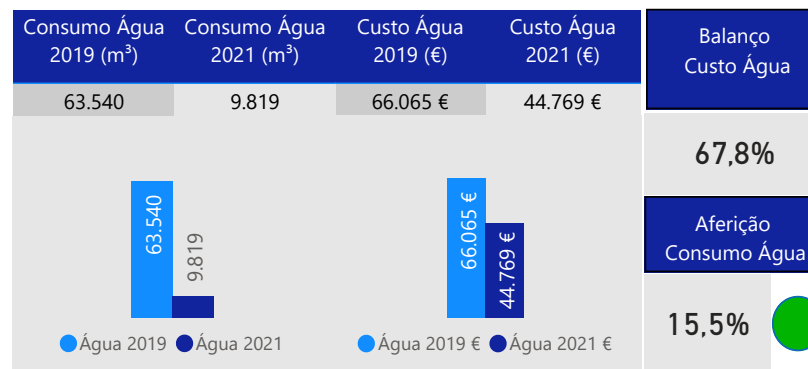 Consumo Água 2019 (m³)
Consumo Água 2021 (m³)
Custo Água 2019 (€)
Custo Água 2021 (€)
63.540
9.819
66.065 €
44.769 €
63.540
9.819
Água 2019
Água 2021
66.065 €
44.769 €
Água 2019 €
Água 2021 €
Balanço
Custo Água
67,8%
Aferição
Consumo Água
15,5%